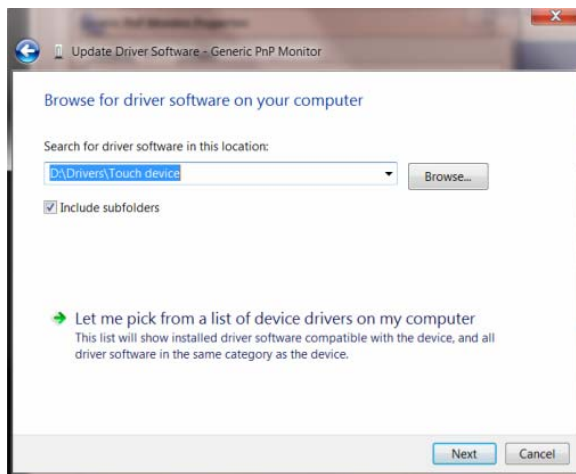 Update Driver Software - Generic PnP Monitor
Browse for driver software on your computer
Search for driver software in this location:
D:\Drivers\Touch device
Browse...
Include subfolders
Let me pick from a list of device drivers on my computer
This list will show installed driver software compatible with the device, and all
driver software in the same category as the device.
Next
Cancel